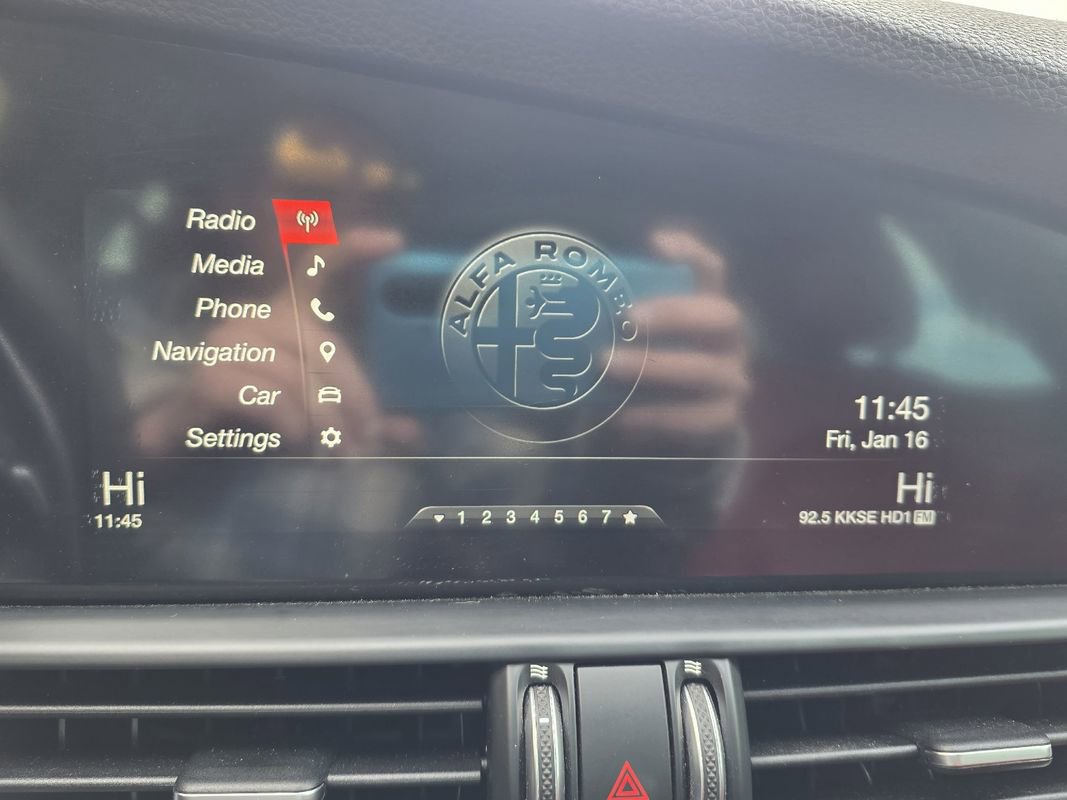 Radio
Media
Phone
Navigation
Car
Settings
ALFA ROMEO
11:45
Fri, Jan 16
Hi
11:45
1 2 3 4 5 6 7
Hi
92.5 KKSE HD1 FM